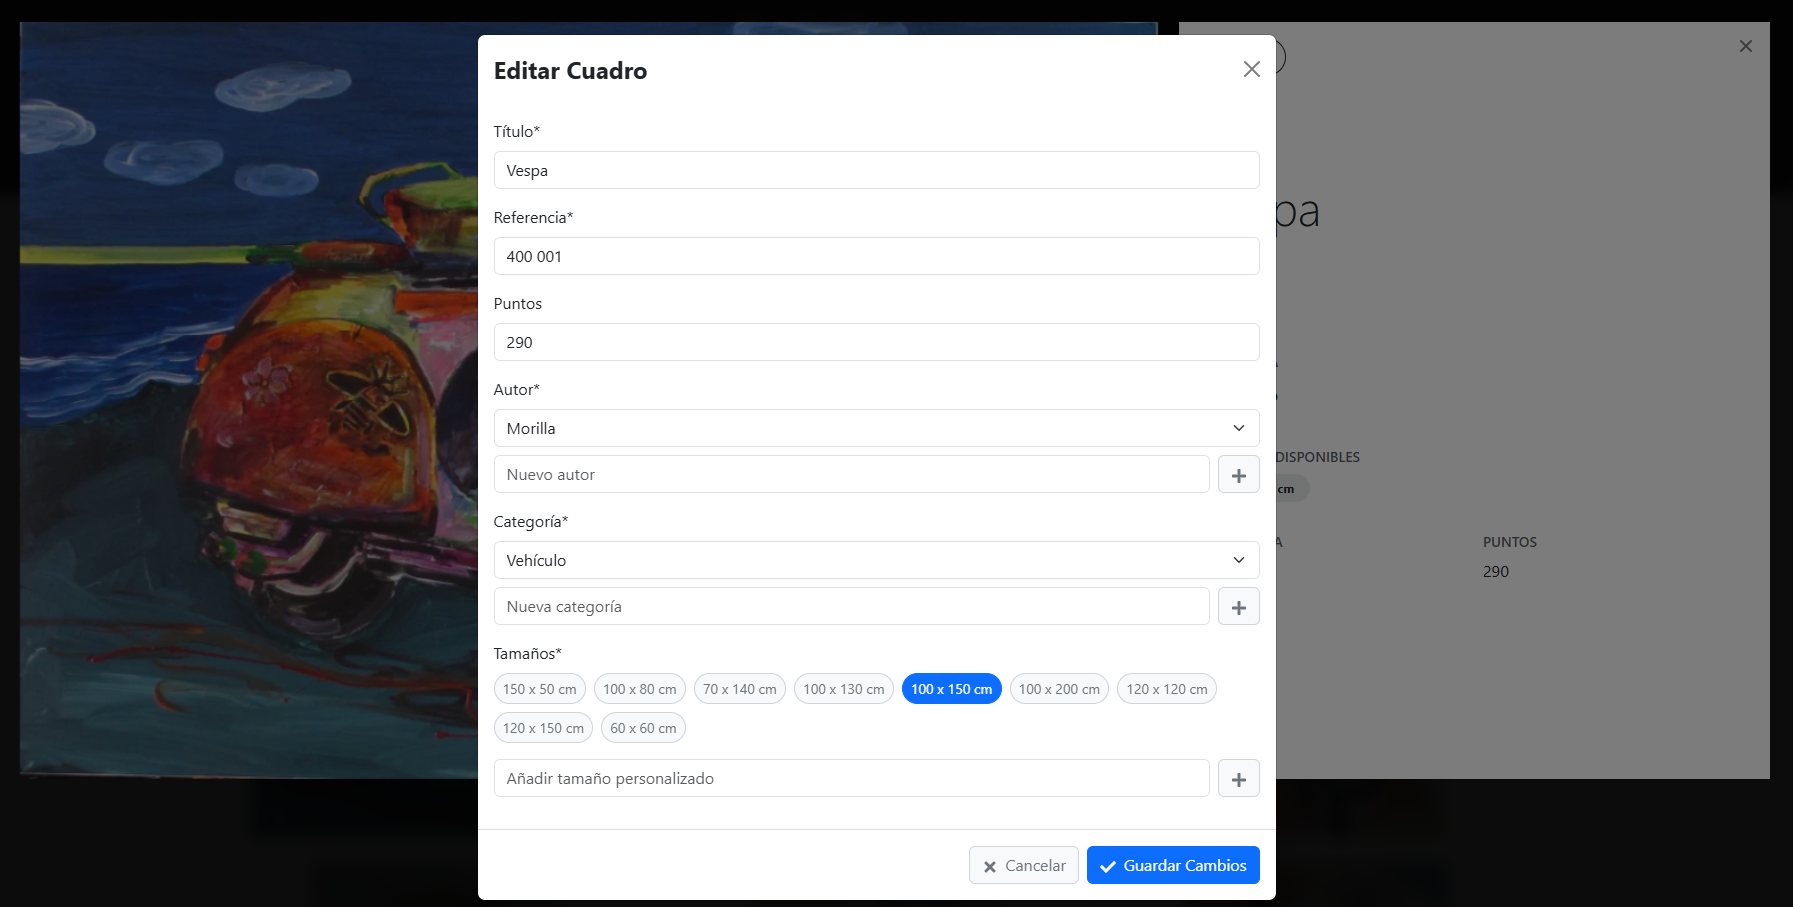 Editar Cuadro
Título*
Vespa
Referencia*
400 001
Puntos
290
Autor*
Morilla
Nuevo autor
Categoría*
Vehículo
Nueva categoría
Tamaños*
150 x 50 cm
100 x 80 cm
70 x 140 cm
100 x 130 cm
100 x 150 cm
100 x 200 cm
120 x 120 cm
120 x 150 cm
60 x 60 cm
Añadir tamaño personalizado
Cancelar
Guardar Cambios
pa
DISPONIBLES
cm
A
PUNTOS
290